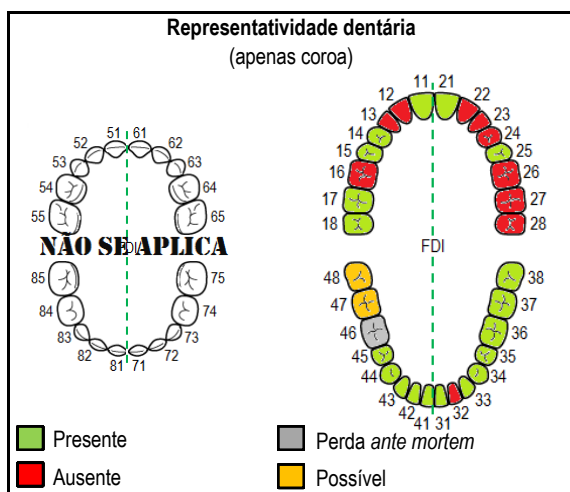 Representatividade dentária
(apenas coroa)
51 61
52 62
53 63
54 64
55 65
NÃO SE APLICA
FDI
85 75
84 74
83 73
82 72
81 71
11 21
12 22
13 23
14 24
15 25
16 26
17 27
18 28
FDI
48 38
47 37
46 36
45 35
44 34
43 33
42 41 31 32
Presente
Perda ante mortem
Ausente
Possível